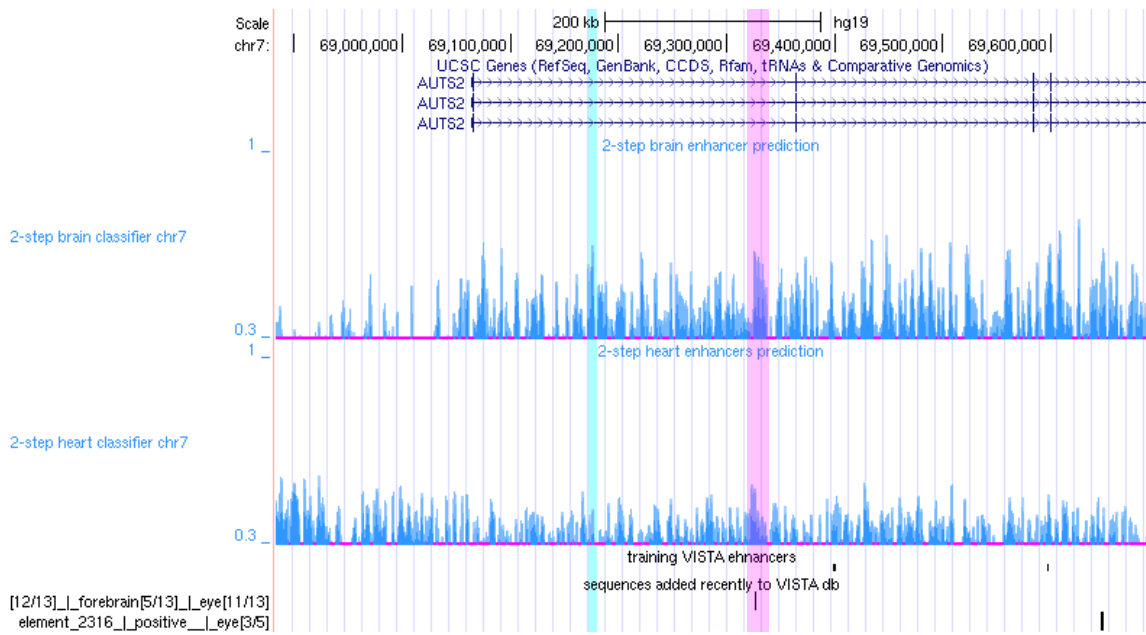 Scale 200 kb hg19
chr7: 69,000,000 69,100,000 69,200,000 69,300,000 69,400,000 69,500,000 69,600,000
UCSC Genes (RefSeq, GenBank, CCDS, Rfam, tRNAs & Comparative Genomics)
AUTS2
AUTS2
AUTS2
1 _ 2-step brain enhancer prediction
2-step brain classifier chr7
0.3 _
1 _ 2-step heart enhancers prediction
2-step heart classifier chr7
0.3 _
training VISTA ehnancers
sequences added recently to VISTA db
[12/13]_|_forebrain[5/13]_|_eye[11/13]
element_2316_|_positive__|_eye[3/5]